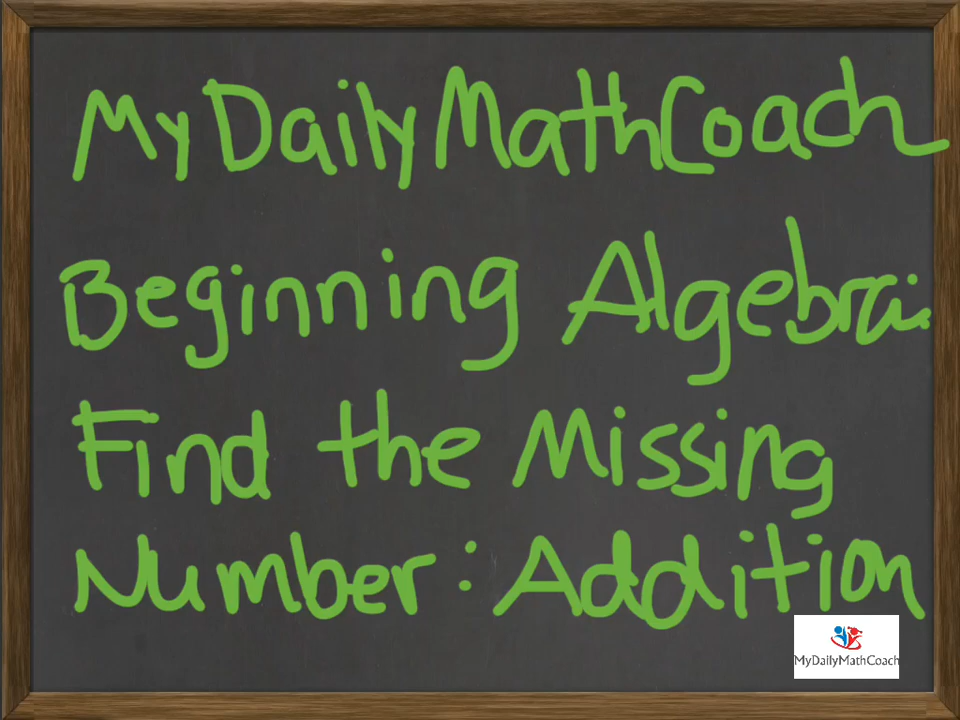 MyDailyMathCoach
Beginning Algebra:
Find the Missing
Number: Addition
MyDailyMathCoach